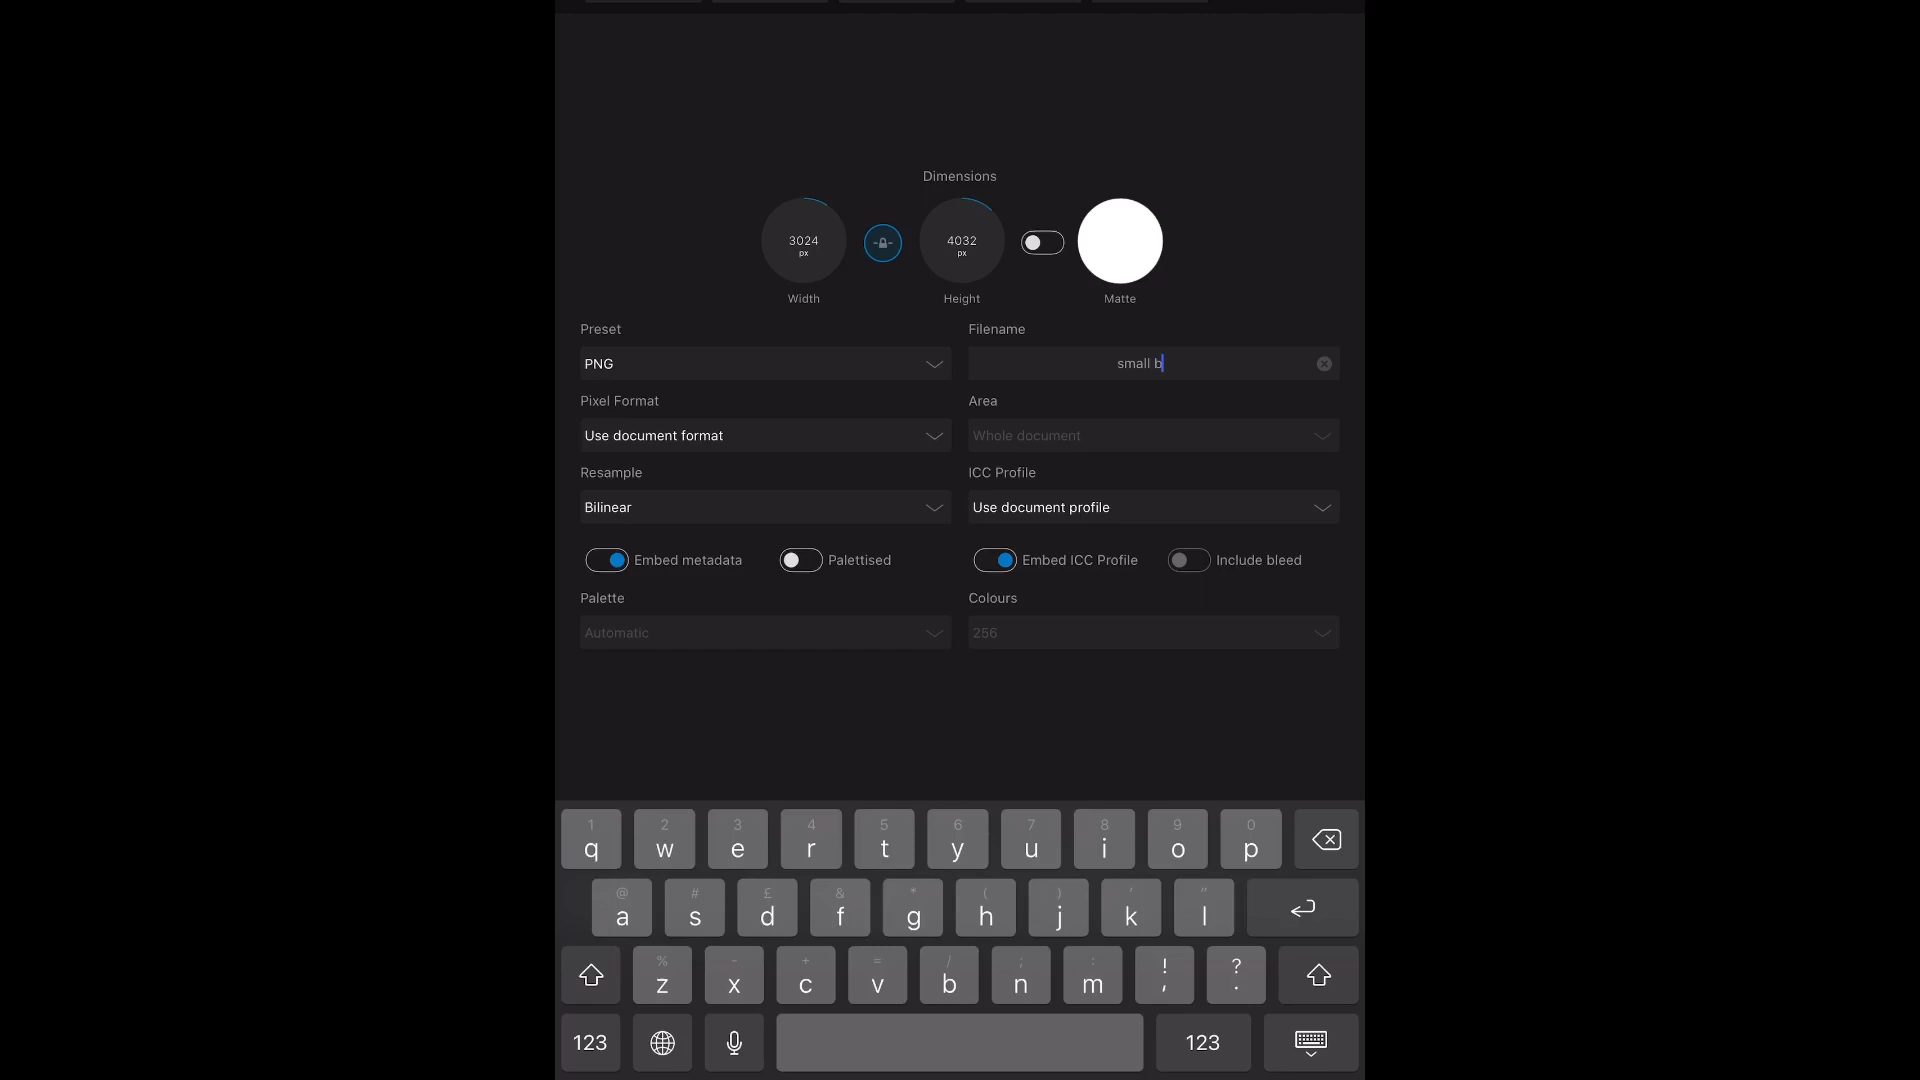 Dimensions
3024 px
4032 px
Width
Height
Matte
Preset
Filename
PNG
small b
Pixel Format
Area
Use document format
Whole document
Resample
ICC Profile
Bilinear
Use document profile
Embed metadata
Palettised
Embed ICC Profile
Include bleed
Palette
Colours
Automatic
256
1 2 3 4 5 6 7 8 9 0
q w e r t y u i o p
@ # £ & * ( ) ' "
a s d f g h j k l
% - + = / ; : ! ?
z x c v b n m , .
123 123